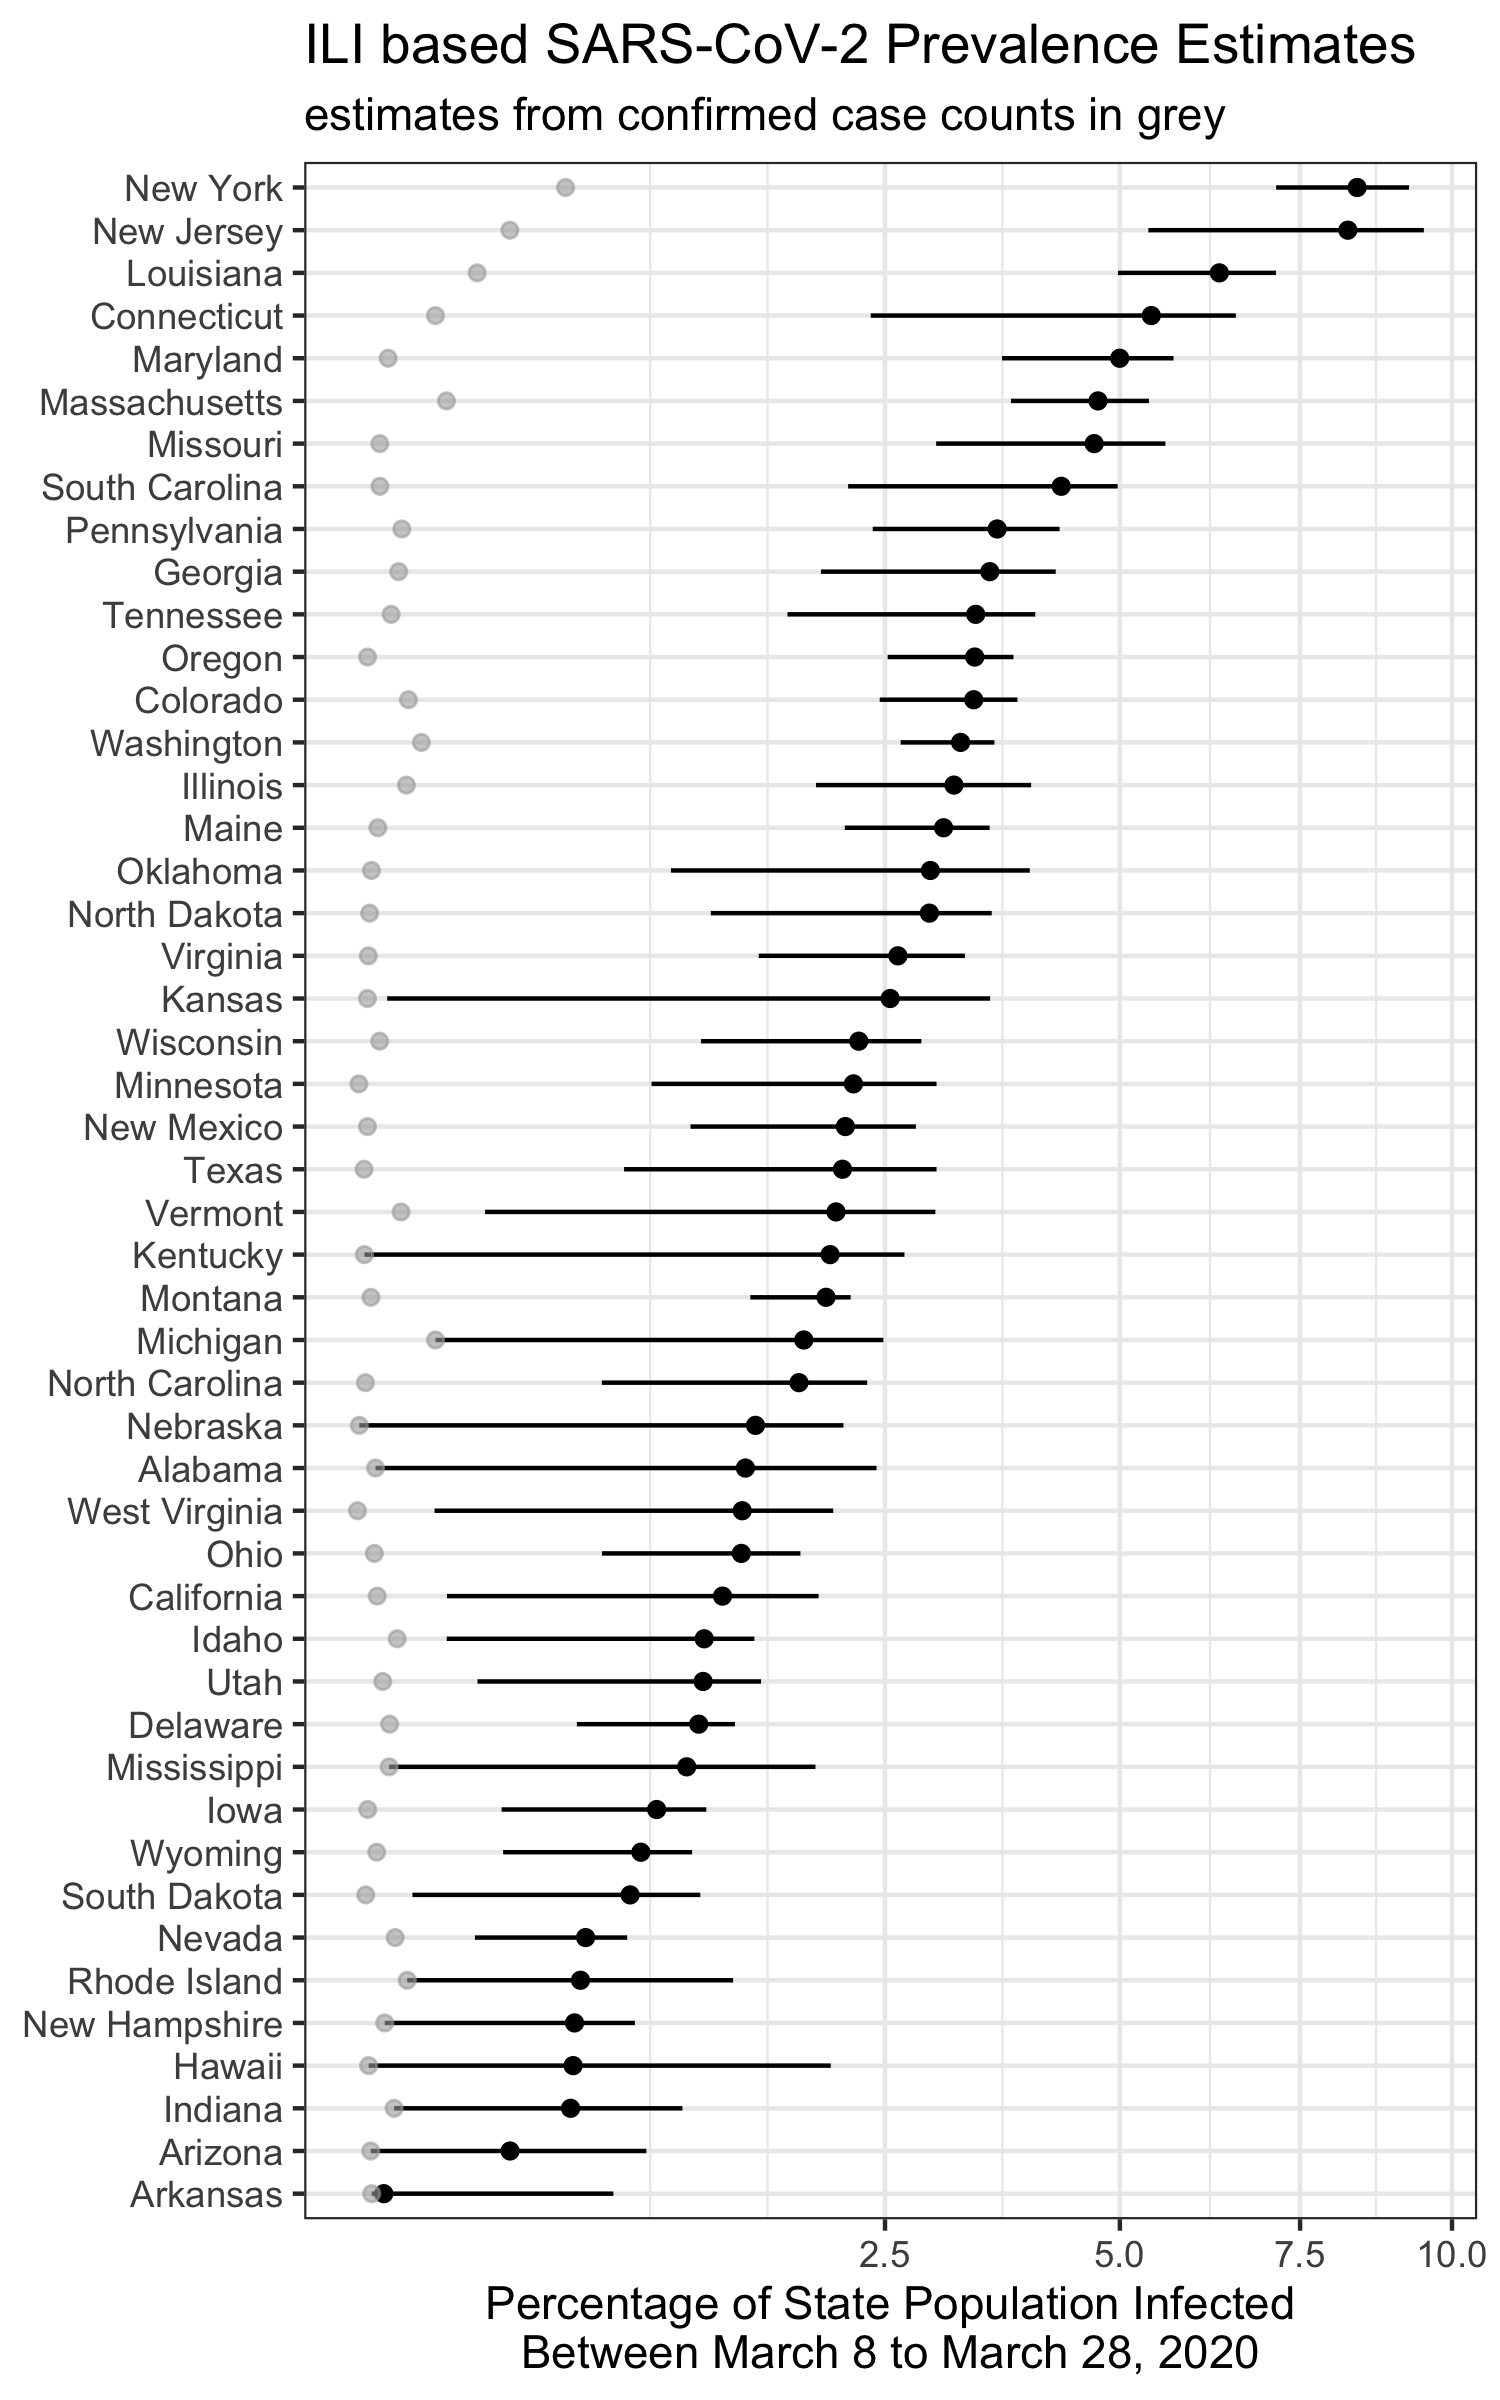 ILI based SARS-CoV-2 Prevalence Estimates
estimates from confirmed case counts in grey
New York
New Jersey
Louisiana
Connecticut
Maryland
Massachusetts
Missouri
South Carolina
Pennsylvania
Georgia
Tennessee
Oregon
Colorado
Washington
Illinois
Maine
Oklahoma
North Dakota
Virginia
Kansas
Wisconsin
Minnesota
New Mexico
Texas
Vermont
Kentucky
Montana
Michigan
North Carolina
Nebraska
Alabama
West Virginia
Ohio
California
Idaho
Utah
Delaware
Mississippi
Iowa
Wyoming
South Dakota
Nevada
Rhode Island
New Hampshire
Hawaii
Indiana
Arizona
Arkansas
2.5 5.0 7.5 10.0
Percentage of State Population Infected
Between March 8 to March 28, 2020